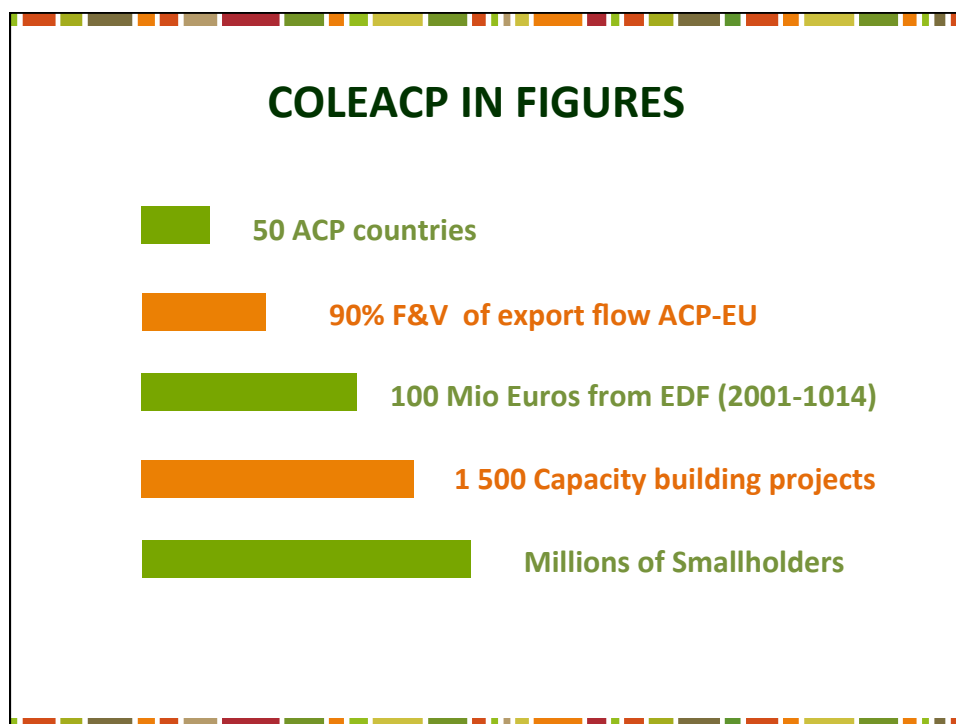 COLEACP IN FIGURES
50 ACP countries
90% F&V  of export flow ACP-EU
100 Mio Euros from EDF (2001-1014)
1 500 Capacity building projects
Millions of Smallholders